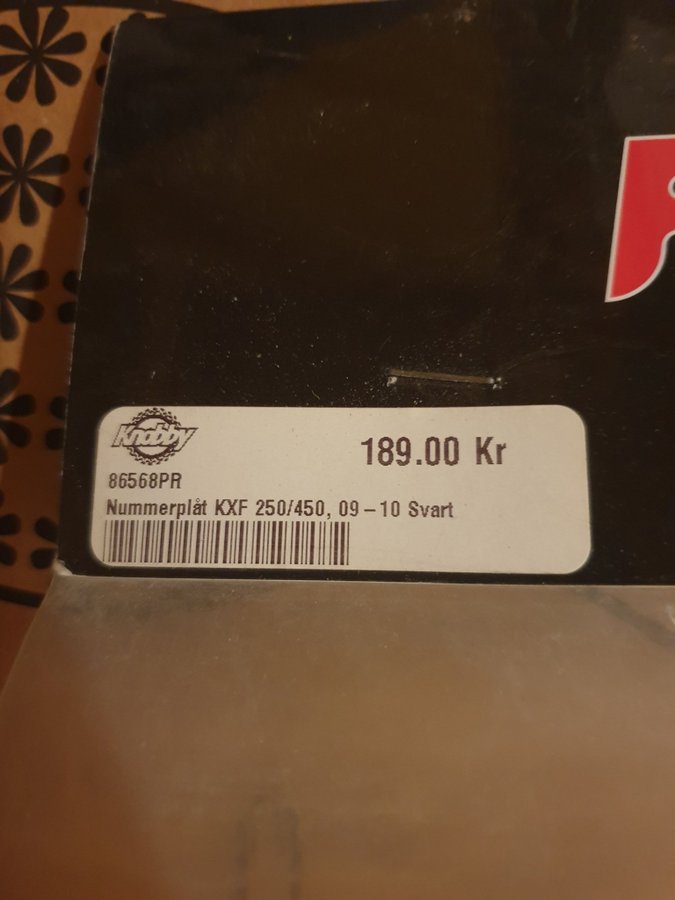 Knobby
189.00 Kr
86568PR
Nummerplåt KXF 250/450, 09-10 Svart